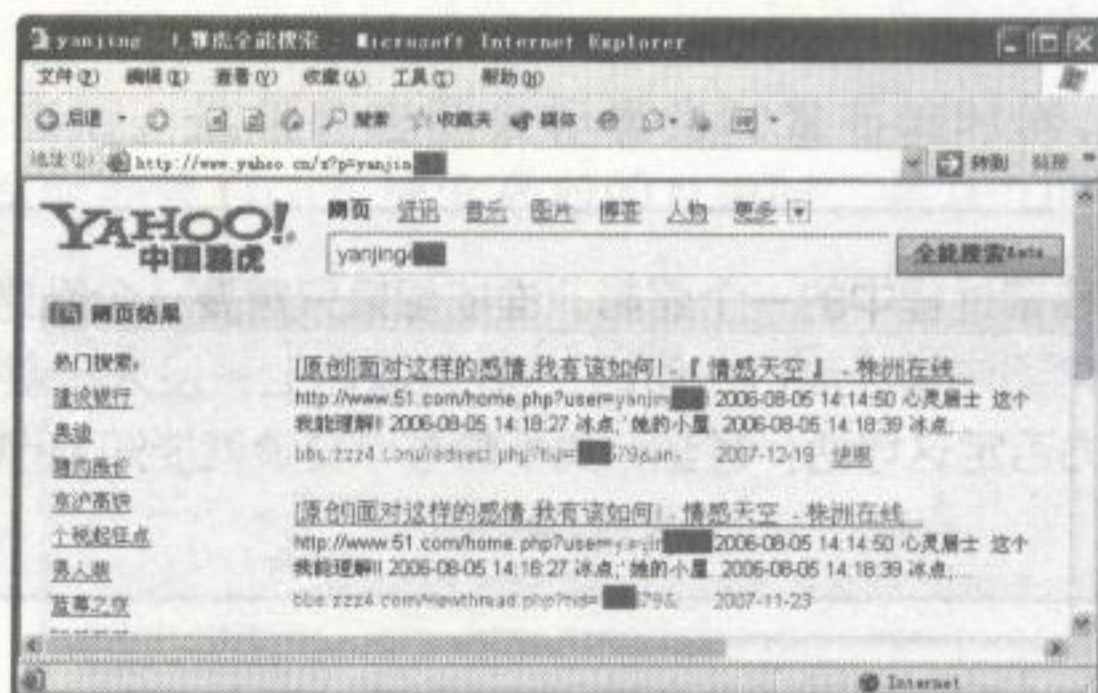 yanjing - 雅虎全能搜索 - Microsoft Internet Explorer
文件(F) 编辑(E) 查看(V) 收藏(A) 工具(T) 帮助(H)
后退 搜索 收藏夹 媒体
地址(D) http://www.yahoo.cn/s?p=yanjin 转到 链接
YAHOO! 中国雅虎
网页 资讯 音乐 图片 博客 人物 更多
yanjing 全能搜索Beta
网页结果
热门搜索:
建设银行
奥迪
猪肉涨价
京沪高铁
个税起征点
男人装
蓝莓之夜
[原创]面对这样的感情,我有该如何! - 『 情感天空 』 - 株洲在线
http://www.51.com/home.php?user=yanjin 2006-08-05 14:14:50 心灵居士 这个
我能理解!! 2006-08-05 14:18:27 冰点;' 她的小屋 2006-08-05 14:18:39 冰点,...
bbs.zzz4.com/redirect.php?tid= 679&an- 2007-12-19 快照
[原创]面对这样的感情,我有该如何! - 情感天空 - 株洲在线
http://www.51.com/home.php?user=yanjin 2006-08-05 14:14:50 心灵居士 这个
我能理解!! 2006-08-05 14:18:27 冰点;' 她的小屋 2006-08-05 14:18:39 冰点,...
bbs.zzz4.com/viewthread.php?tid= 679& 2007-11-23
Internet